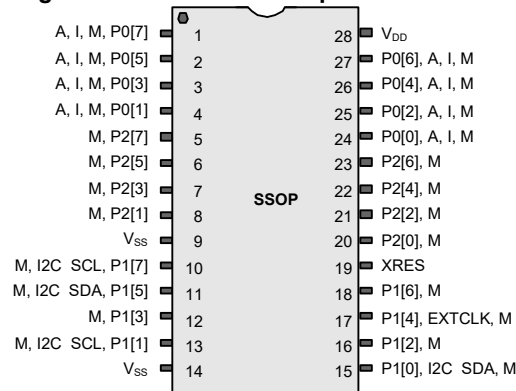 A, I, M, P0[7] 1 28 VDD
A, I, M, P0[5] 2 27 P0[6], A, I, M
A, I, M, P0[3] 3 26 P0[4], A, I, M
A, I, M, P0[1] 4 25 P0[2], A, I, M
M, P2[7] 5 24 P0[0], A, I, M
M, P2[5] 6 23 P2[6], M
M, P2[3] 7 22 P2[4], M
SSOP
M, P2[1] 8 21 P2[2], M
VSS 9 20 P2[0], M
M, I2C SCL, P1[7] 10 19 XRES
M, I2C SDA, P1[5] 11 18 P1[6], M
M, P1[3] 12 17 P1[4], EXTCLK, M
M, I2C SCL, P1[1] 13 16 P1[2], M
VSS 14 15 P1[0], I2C SDA, M